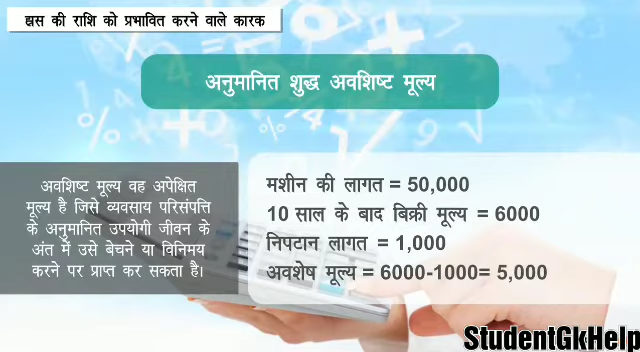 ह्रास की राशि को प्रभावित करने वाले कारक
अनुमानित शुद्ध अवशिष्ट मूल्य
अवशिष्ट मूल्य वह अपेक्षित
मूल्य है जिसे व्यवसाय परिसंपत्ति
के अनुमानित उपयोगी जीवन के
अंत में उसे बेचने या विनिमय
करने पर प्राप्त कर सकता है।
मशीन की लागत = 50,000
10 साल के बाद बिक्री मूल्य = 6000
निपटान लागत = 1,000
अवशेष मूल्य = 6000-1000= 5,000
StudentGkHelp